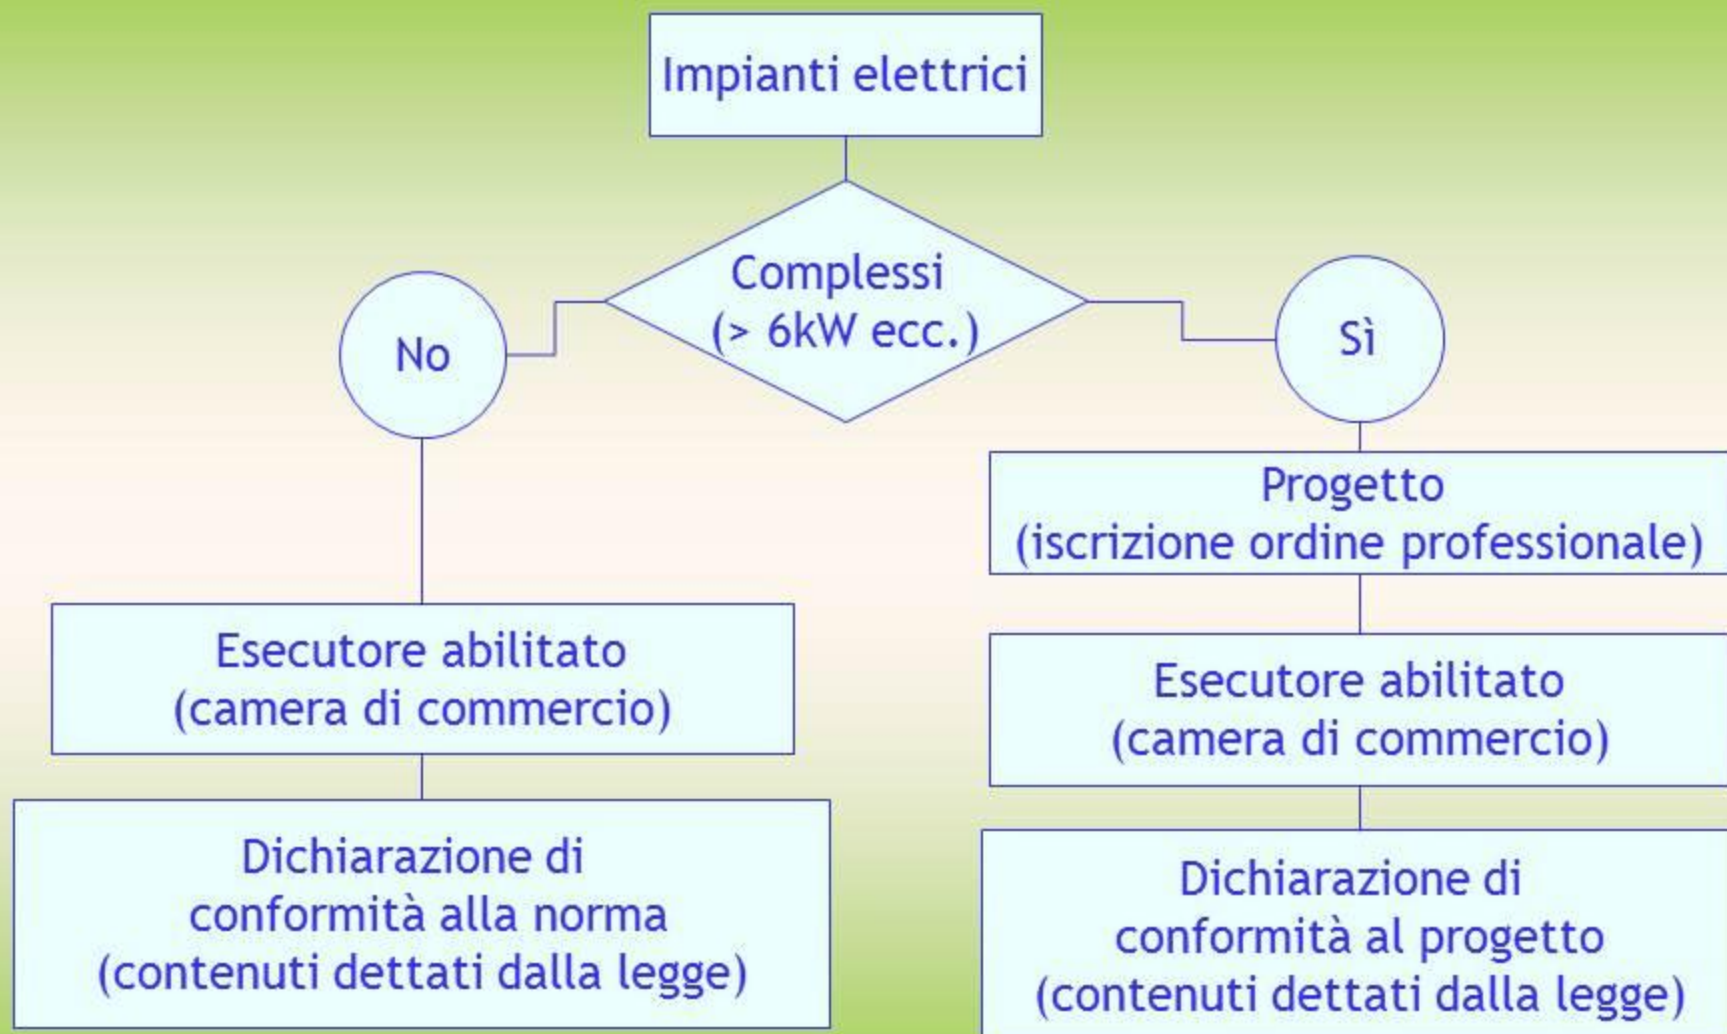 Impianti elettrici
Complessi
(> 6kW ecc.)
No
Sì
Progetto
(iscrizione ordine professionale)
Esecutore abilitato
(camera di commercio)
Esecutore abilitato
(camera di commercio)
Dichiarazione di
conformità alla norma
(contenuti dettati dalla legge)
Dichiarazione di
conformità al progetto
(contenuti dettati dalla legge)